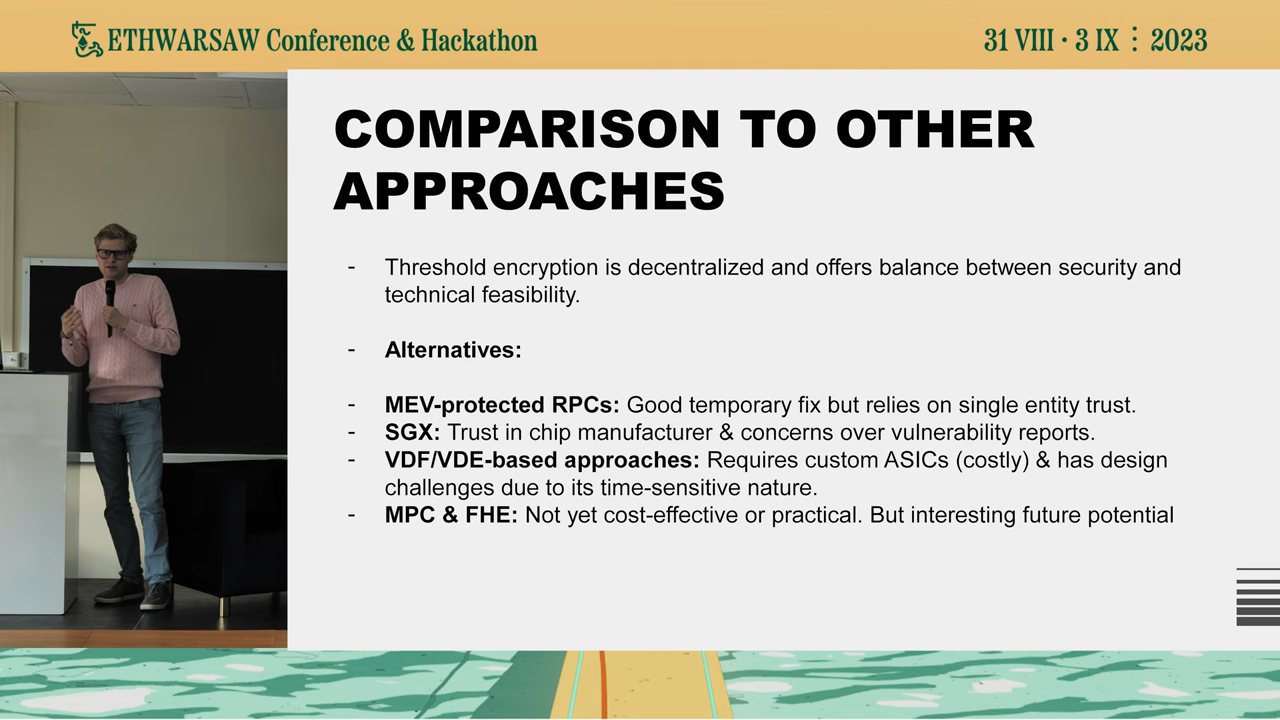 ETHWARSAW Conference & Hackathon
31 VIII · 3 IX ⋮ 2023
COMPARISON TO OTHER
APPROACHES
- Threshold encryption is decentralized and offers balance between security and
technical feasibility.
- Alternatives:
- MEV-protected RPCs: Good temporary fix but relies on single entity trust.
- SGX: Trust in chip manufacturer & concerns over vulnerability reports.
- VDF/VDE-based approaches: Requires custom ASICs (costly) & has design
challenges due to its time-sensitive nature.
- MPC & FHE: Not yet cost-effective or practical. But interesting future potential